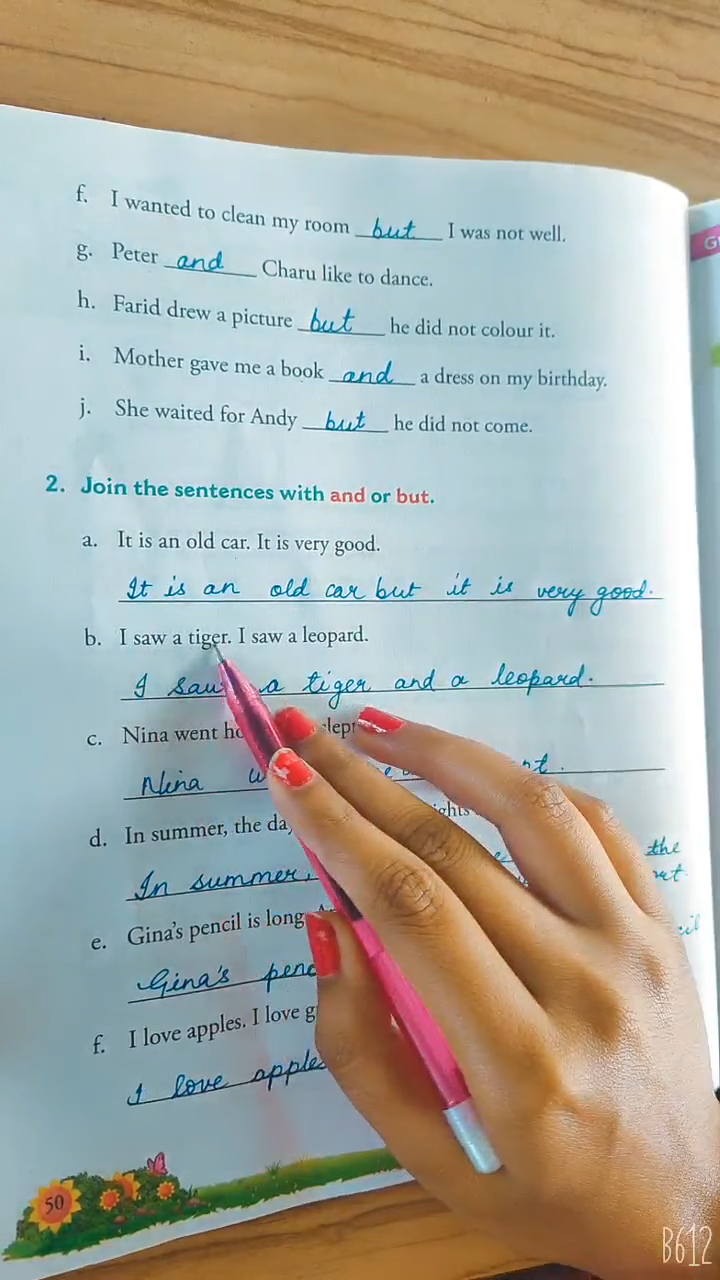 f. I wanted to clean my room but I was not well.
g. Peter and Charu like to dance.
h. Farid drew a picture but he did not colour it.
i. Mother gave me a book and a dress on my birthday.
j. She waited for Andy but he did not come.
2. Join the sentences with and or but.
a. It is an old car. It is very good.
It is an old car but it is very good.
b. I saw a tiger. I saw a leopard.
I saw a tiger and a leopard.
c. Nina went
Nina
d. In summer, the
the
In summer,
e. Gina's pencil is long.
Gina's
f. I love apples. I love
I love
50
B612